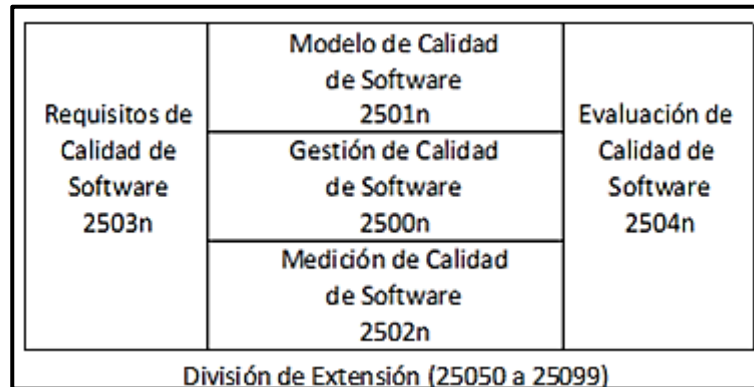 Requisitos de
Calidad de
Software
2503n
Modelo de Calidad
de Software
2501n
Gestión de Calidad
de Software
2500n
Medición de Calidad
de Software
2502n
Evaluación de
Calidad de
Software
2504n
División de Extensión (25050 a 25099)